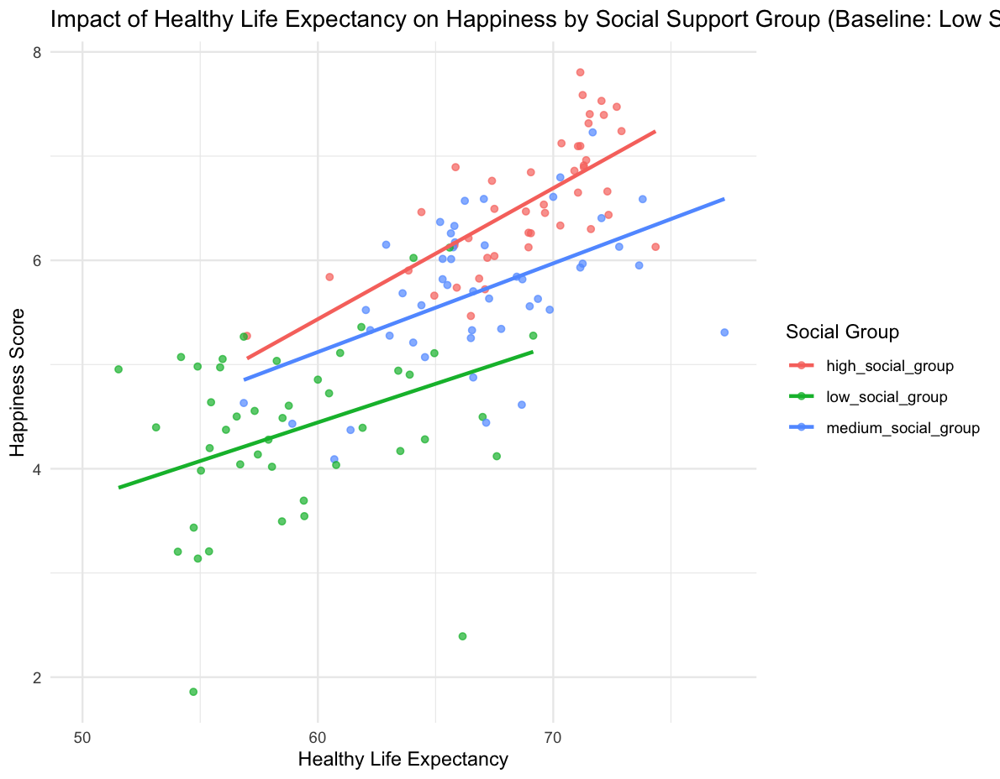 Impact of Healthy Life Expectancy on Happiness by Social Support Group (Baseline: Low S
8
6
4
2
Happiness Score
50 60 70
Healthy Life Expectancy
Social Group
high_social_group
low_social_group
medium_social_group